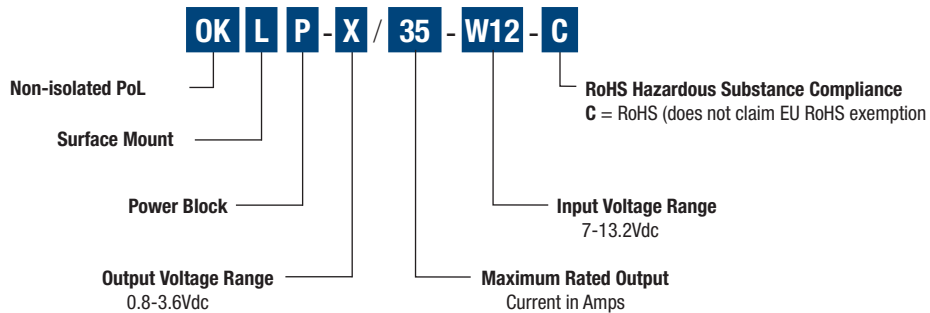 OK L P - X / 35 - W12 - C
Non-isolated PoL
RoHS Hazardous Substance Compliance
C = RoHS (does not claim EU RoHS exemption
Surface Mount
Power Block
Input Voltage Range
7-13.2Vdc
Output Voltage Range
0.8-3.6Vdc
Maximum Rated Output
Current in Amps